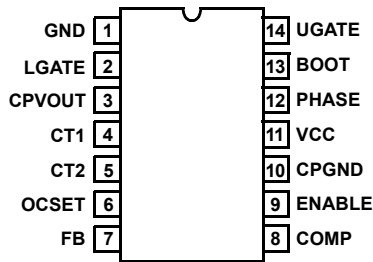 GND 1 14 UGATE
LGATE 2 13 BOOT
CPVOUT 3 12 PHASE
CT1 4 11 VCC
CT2 5 10 CPGND
OCSET 6 9 ENABLE
FB 7 8 COMP